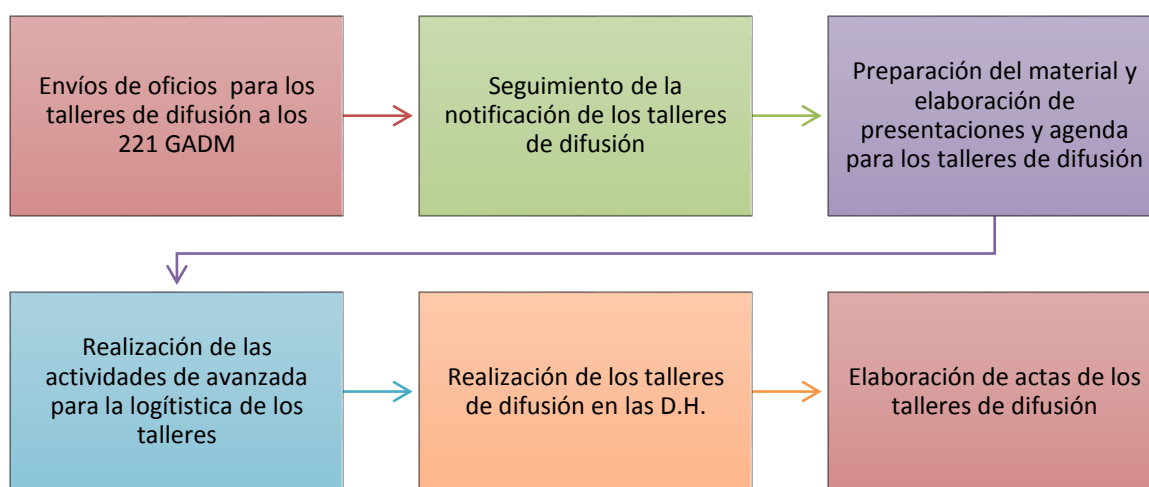 Envíos de oficios para los
talleres de difusión a los
221 GADM
Seguimiento de la
notificación de los talleres
de difusión
Preparación del material y
elaboración de
presentaciones y agenda
para los talleres de difusión
Realización de las
actividades de avanzada
para la logítistica de los
talleres
Realización de los talleres
de difusión en las D.H.
Elaboración de actas de los
talleres de difusión